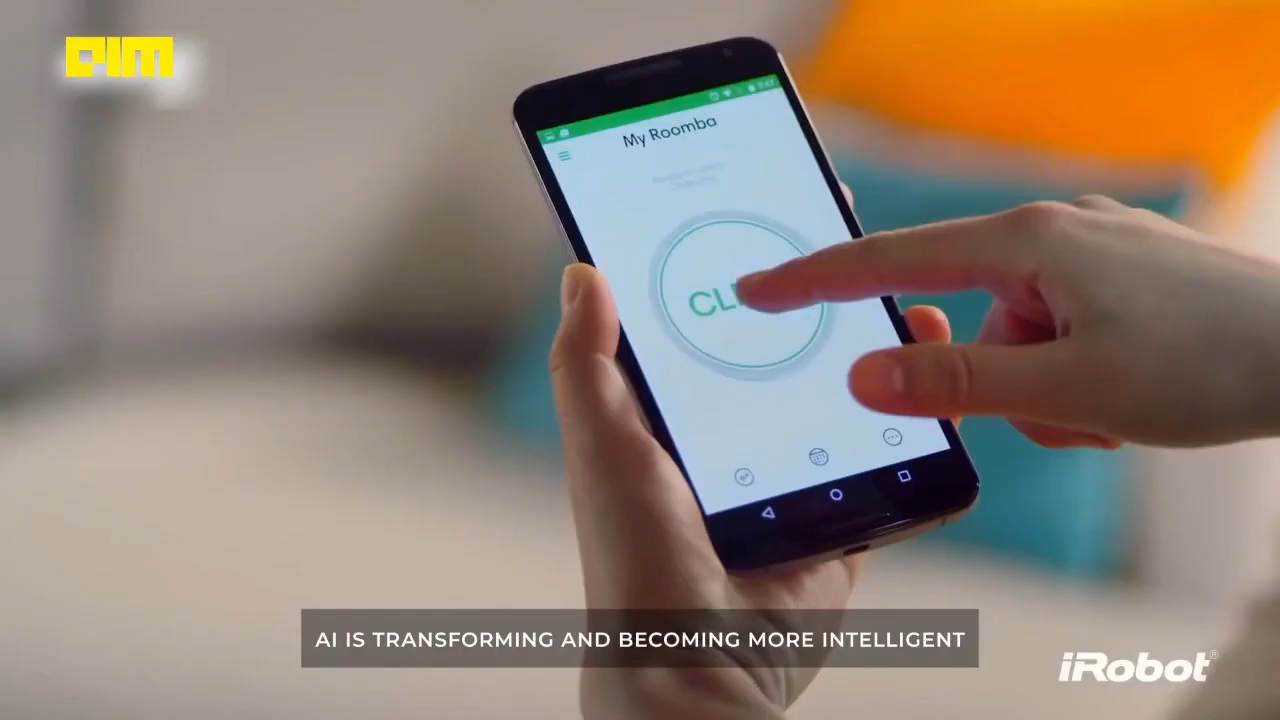 AIM
My Roomba
CL
AI IS TRANSFORMING AND BECOMING MORE INTELLIGENT
iRobot®